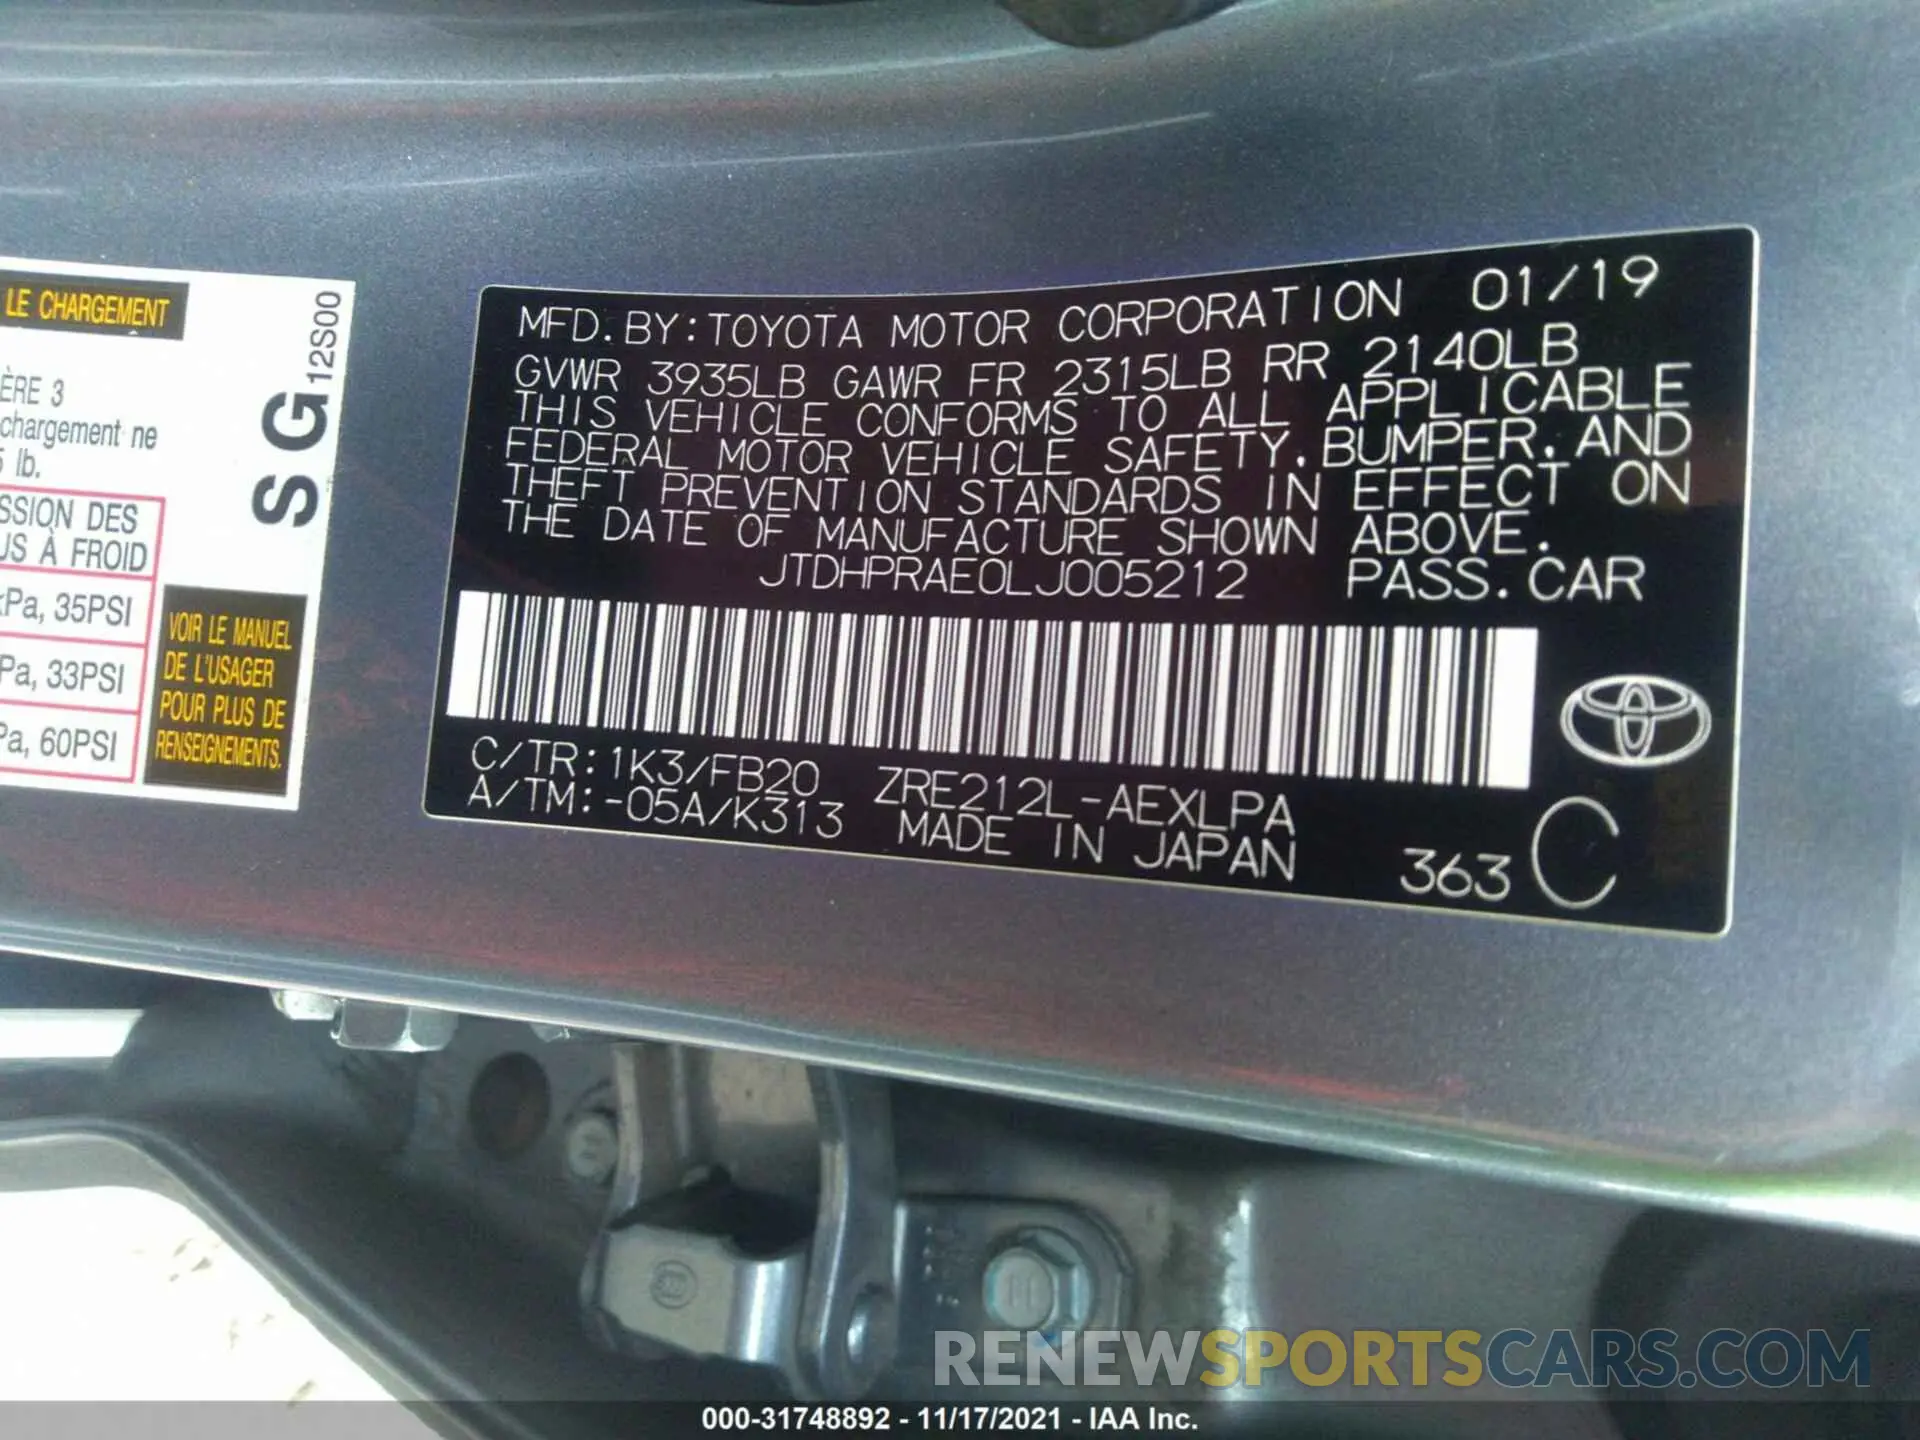 LE CHARGEMENT
ÈRE 3
chargement ne
5 lb.
SSION DES
US À FROID
kPa, 35PSI
Pa, 33PSI
Pa, 60PSI
SG12S00
VOIR LE MANUEL
DE L'USAGER
POUR PLUS DE
RENSEIGNEMENTS.
MFD. BY: TOYOTA MOTOR CORPORATION 01/19
GVWR 3935LB GAWR FR 2315LB RR 2140LB
THIS VEHICLE CONFORMS TO ALL APPLICABLE
FEDERAL MOTOR VEHICLE SAFETY, BUMPER, AND
THEFT PREVENTION STANDARDS IN EFFECT ON
THE DATE OF MANUFACTURE SHOWN ABOVE.
JTDHPRAE0LJ005212 PASS. CAR
C/TR: 1K3/FB20 ZRE212L-AEXLPA
A/TM: -05A/K313 MADE IN JAPAN
363 C
RENEWSPORTSCARS.COM
000-31748892 - 11/17/2021 - IAA Inc.